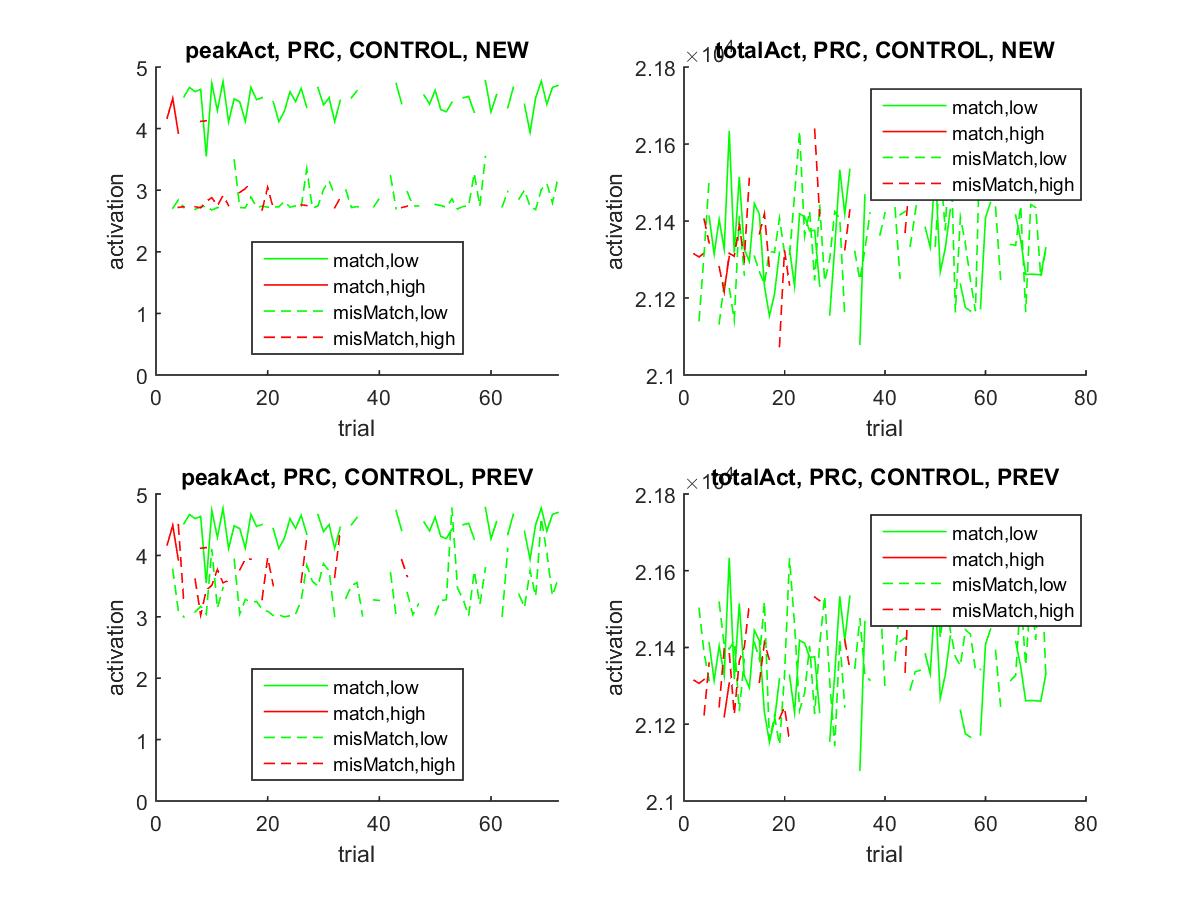 peakAct, PRC, CONTROL, NEW
activation
5
4
3
2
1
0
0 20 40 60
trial
match,low
match,high
misMatch,low
misMatch,high
×10^4
totalAct, PRC, CONTROL, NEW
activation
2.18
2.16
2.14
2.12
2.1
0 20 40 60 80
trial
match,low
match,high
misMatch,low
misMatch,high
peakAct, PRC, CONTROL, PREV
activation
5
4
3
2
1
0
0 20 40 60
trial
match,low
match,high
misMatch,low
misMatch,high
×10^4
totalAct, PRC, CONTROL, PREV
activation
2.18
2.16
2.14
2.12
2.1
0 20 40 60 80
trial
match,low
match,high
misMatch,low
misMatch,high